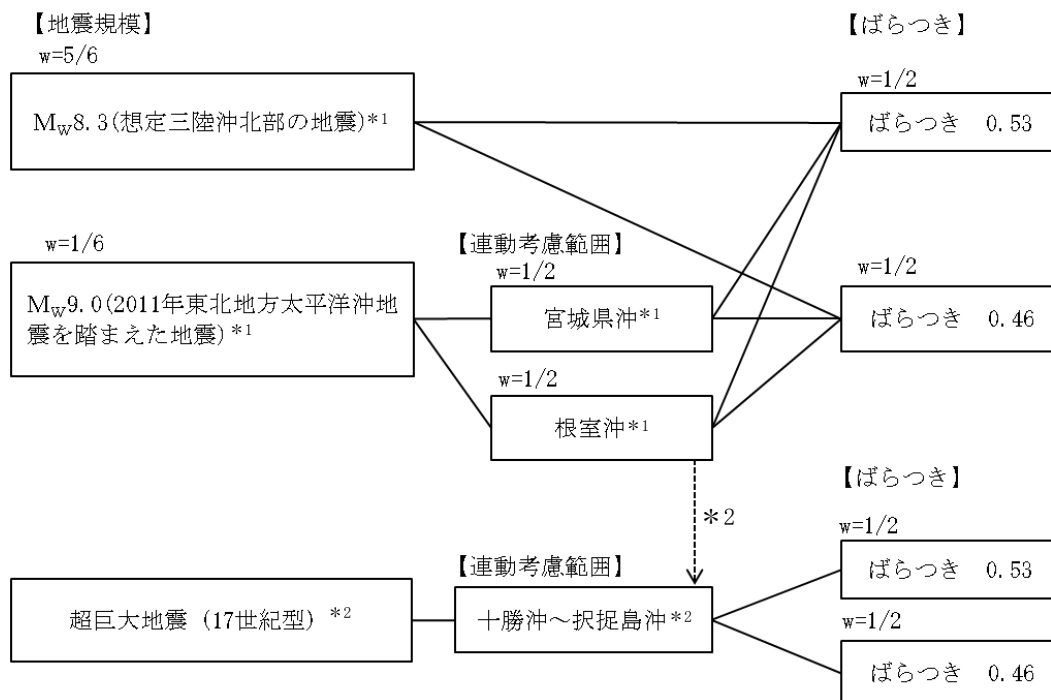 【地震規模】
w=5/6
MW8.3(想定三陸沖北部の地震)*1
w=1/6
MW9.0(2011年東北地方太平洋沖地
震を踏まえた地震)*1
【連動考慮範囲】
w=1/2
宮城県沖*1
w=1/2
根室沖*1
【ばらつき】
w=1/2
ばらつき 0.53
w=1/2
ばらつき 0.46
*2
超巨大地震 (17世紀型) *2
【連動考慮範囲】
十勝沖～択捉島沖*2
【ばらつき】
w=1/2
ばらつき 0.53
w=1/2
ばらつき 0.46